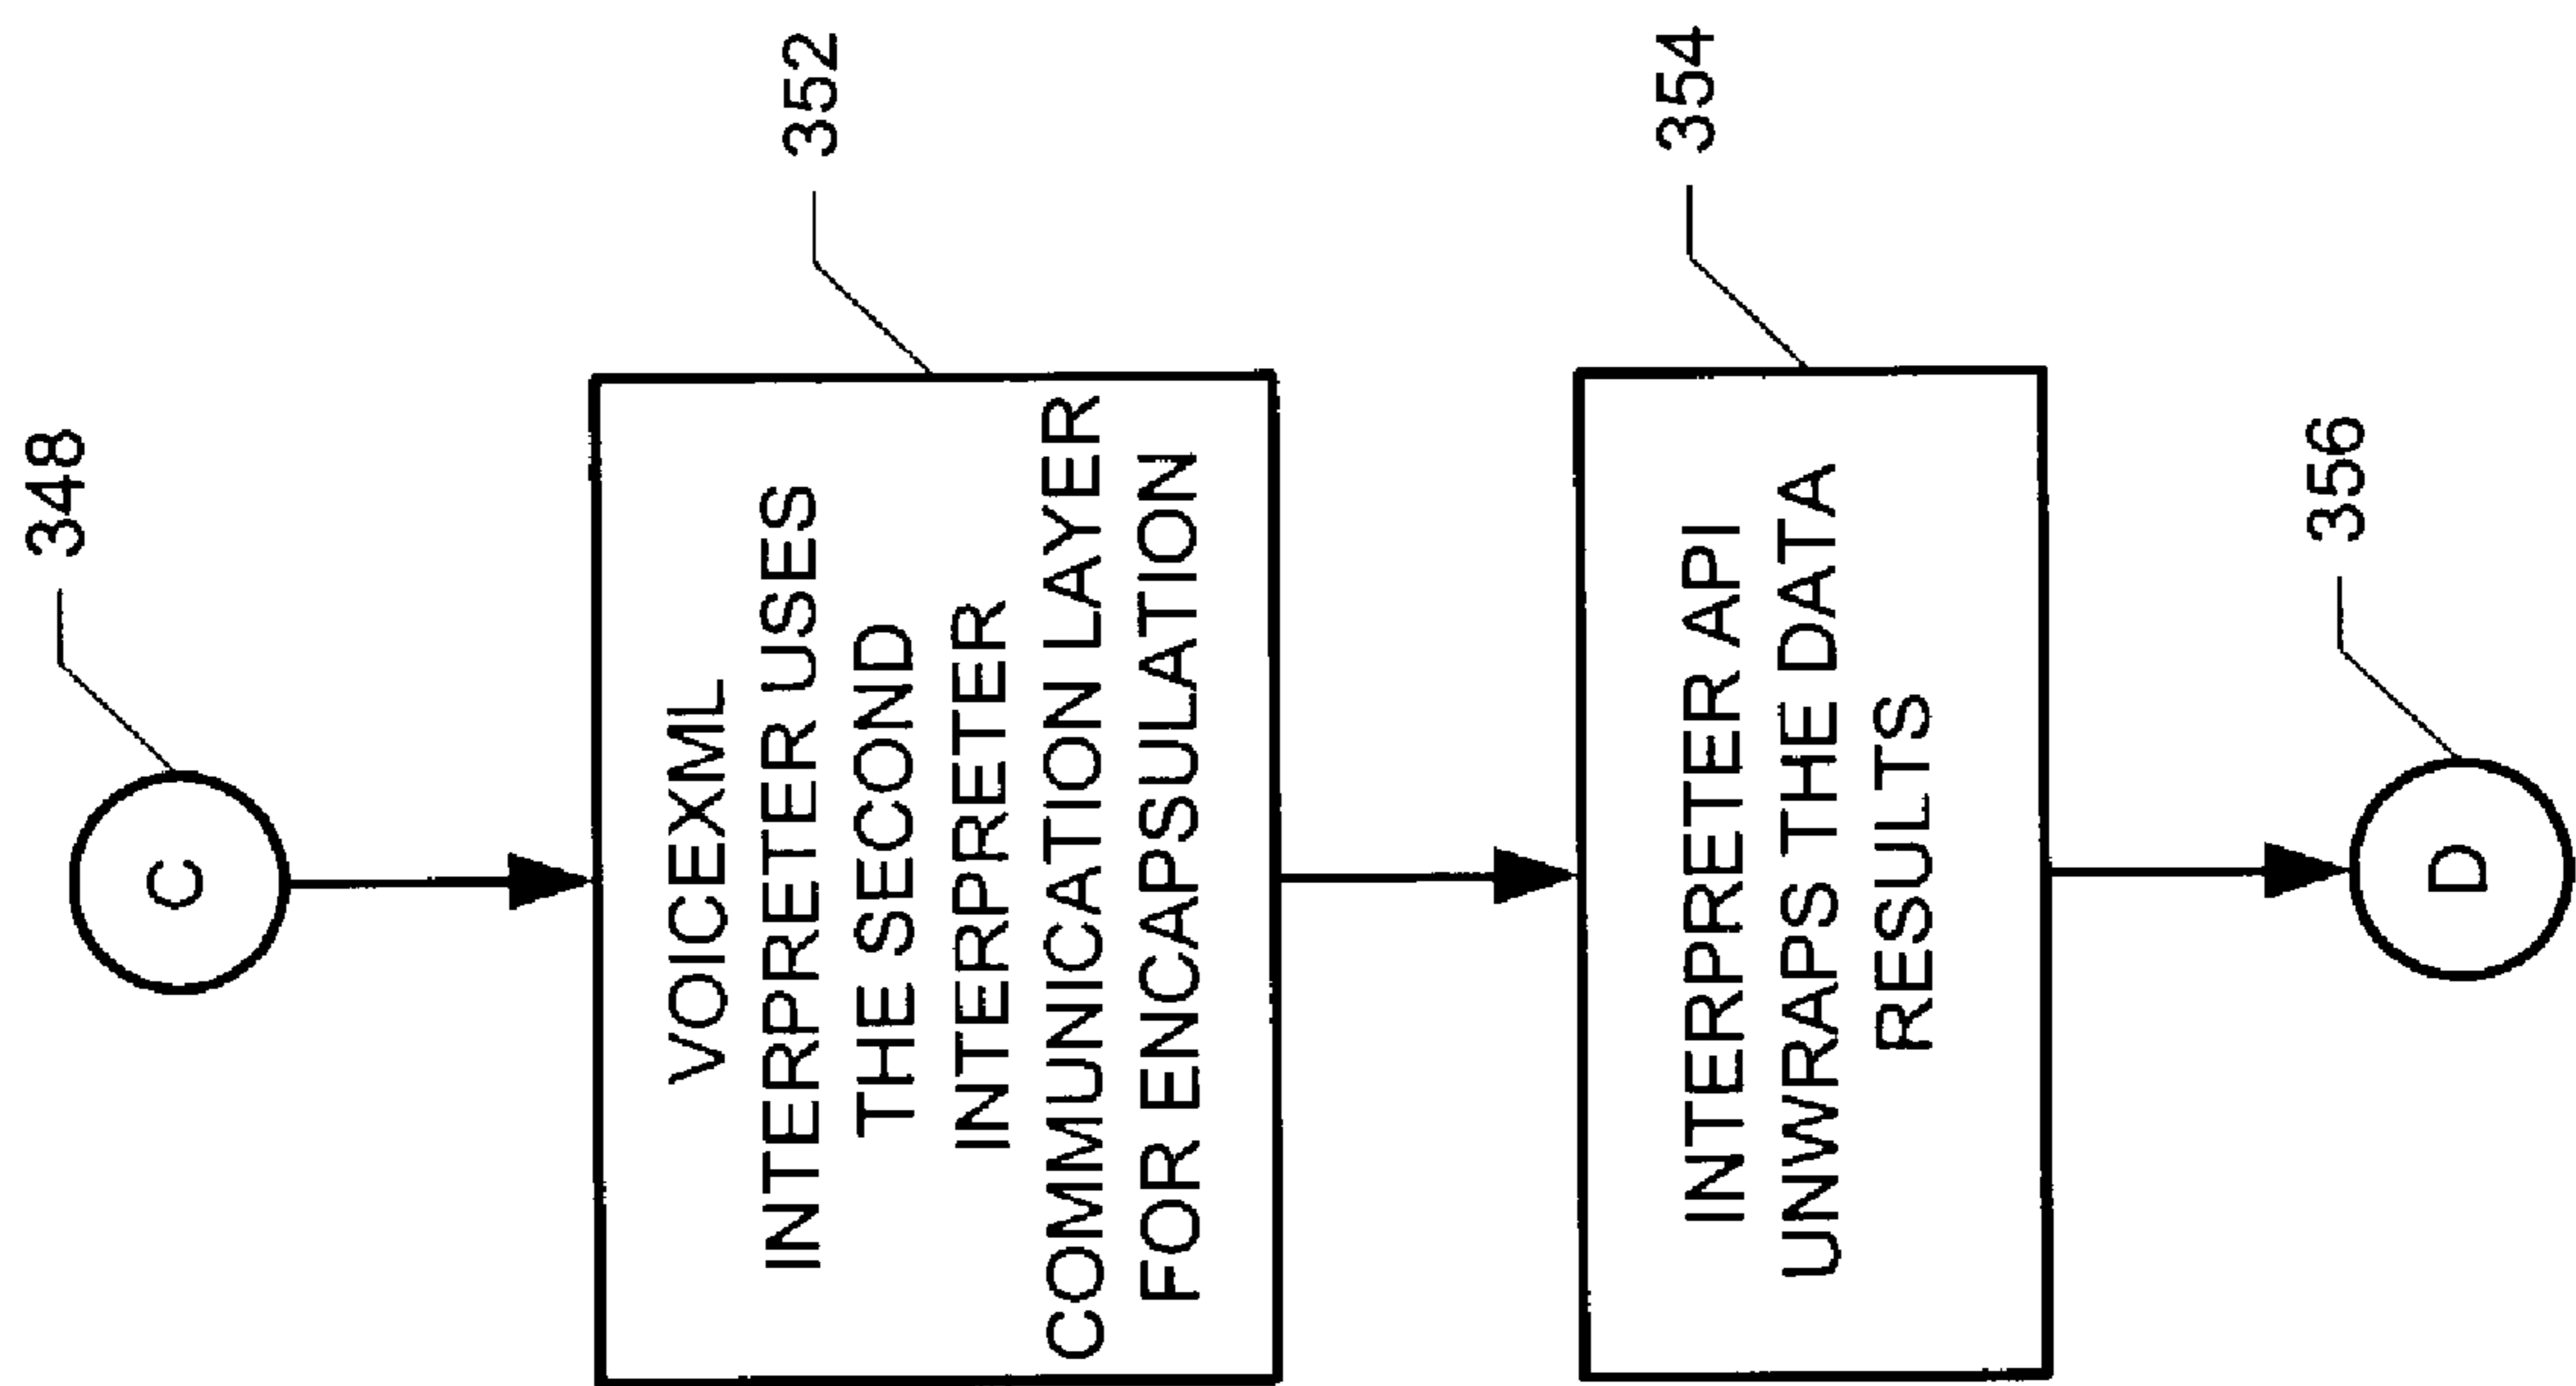 348
C
VOICEXML
INTERPRETER USES
THE SECOND
INTERPRETER
COMMUNICATION LAYER
FOR ENCAPSULATION
352
INTERPRETER API
UNWRAPS THE DATA
RESULTS
354
356
D